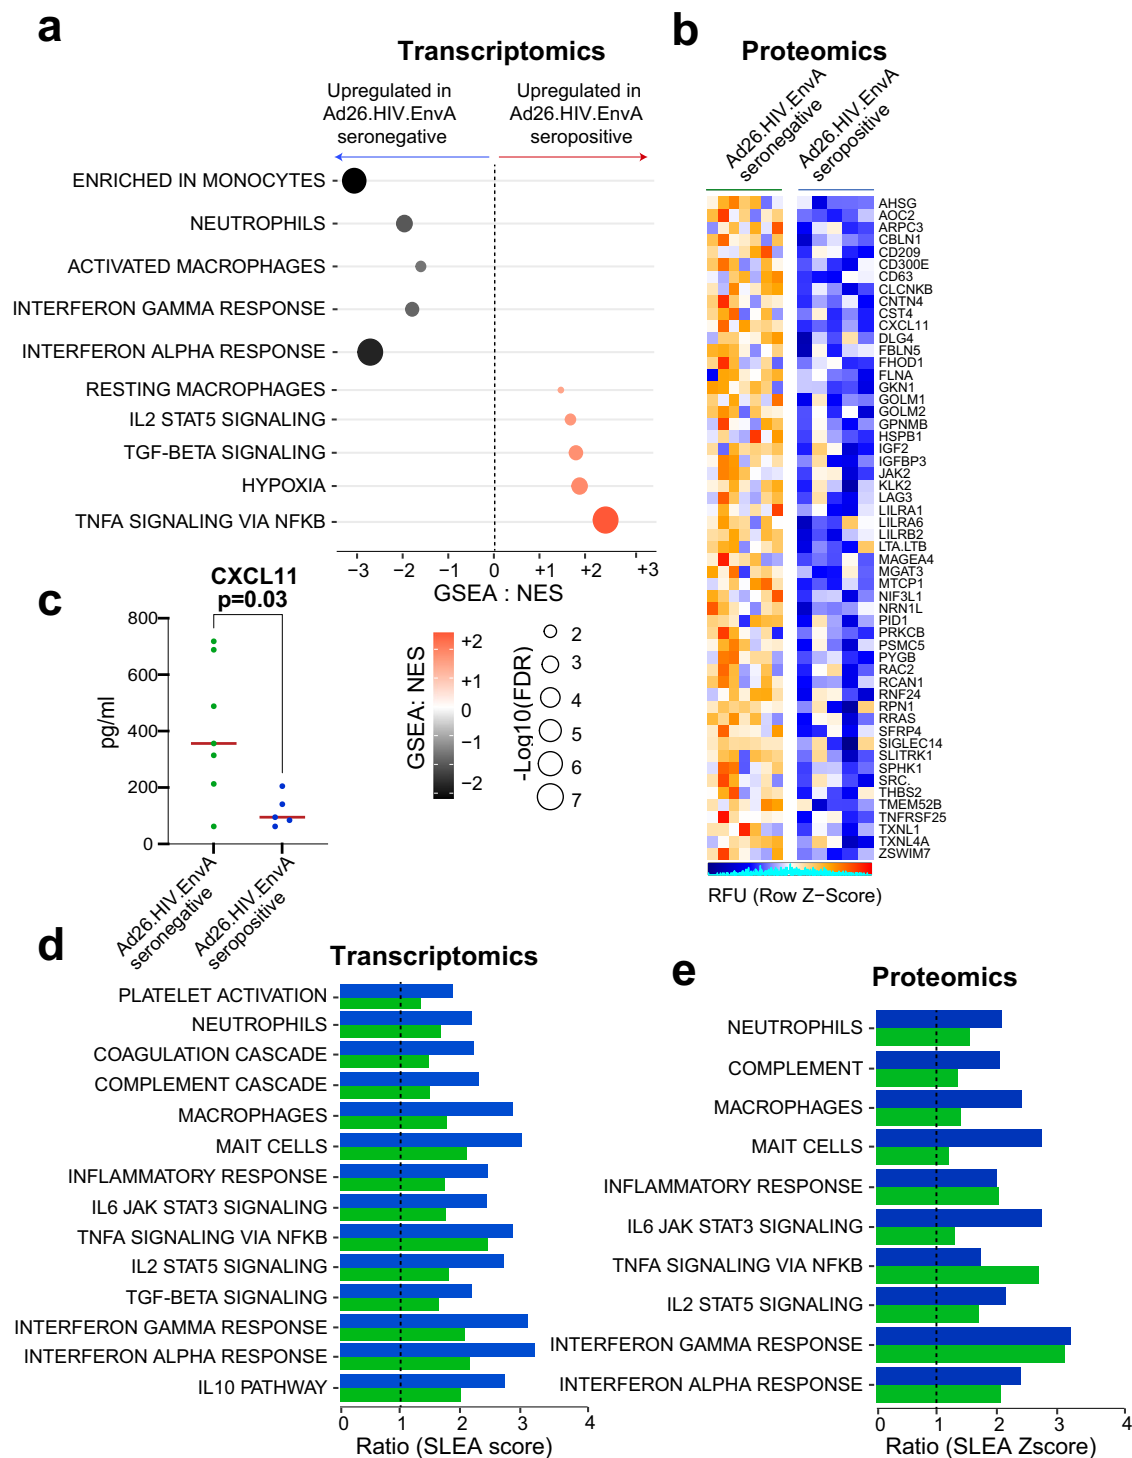 a
Transcriptomics
Upregulated in
Ad26.HIV.EnvA
seronegative
Upregulated in
Ad26.HIV.EnvA
seropositive
ENRICHED IN MONOCYTES
NEUTROPHILS
ACTIVATED MACROPHAGES
INTERFERON GAMMA RESPONSE
INTERFERON ALPHA RESPONSE
RESTING MACROPHAGES
IL2 STAT5 SIGNALING
TGF-BETA SIGNALING
HYPOXIA
TNFA SIGNALING VIA NFKB
−3 −2 −1 0 +1 +2 +3
GSEA : NES
GSEA: NES
+2
+1
0
−1
−2
-Log10(FDR)
2
3
4
5
6
7
b
Proteomics
Ad26.HIV.EnvA
seronegative
Ad26.HIV.EnvA
seropositive
AHSG
AOC2
ARPC3
CBLN1
CD209
CD300E
CD63
CLCNKB
CNTN4
CST4
CXCL11
DLG4
FBLN5
FHOD1
FLNA
GKN1
GOLM1
GOLM2
GPNMB
HSPB1
IGF2
IGFBP3
JAK2
KLK2
LAG3
LILRA1
LILRA6
LILRB2
LTA.LTB
MAGEA4
MGAT3
MTCP1
NIF3L1
NRN1L
PID1
PRKCB
PSMC5
PYGB
RAC2
RCAN1
RNF24
RPN1
RRAS
SFRP4
SIGLEC14
SLITRK1
SPHK1
SRC.
THBS2
TMEM52B
TNFRSF25
TXNL1
TXNL4A
ZSWIM7
RFU (Row Z−Score)
c
CXCL11
p=0.03
pg/ml
800
600
400
200
0
Ad26.HIV.EnvA
seronegative
Ad26.HIV.EnvA
seropositive
d
Transcriptomics
PLATELET ACTIVATION
NEUTROPHILS
COAGULATION CASCADE
COMPLEMENT CASCADE
MACROPHAGES
MAIT CELLS
INFLAMMATORY RESPONSE
IL6 JAK STAT3 SIGNALING
TNFA SIGNALING VIA NFKB
IL2 STAT5 SIGNALING
TGF-BETA SIGNALING
INTERFERON GAMMA RESPONSE
INTERFERON ALPHA RESPONSE
IL10 PATHWAY
0 1 2 3 4
Ratio (SLEA score)
e
Proteomics
NEUTROPHILS
COMPLEMENT
MACROPHAGES
MAIT CELLS
INFLAMMATORY RESPONSE
IL6 JAK STAT3 SIGNALING
TNFA SIGNALING VIA NFKB
IL2 STAT5 SIGNALING
INTERFERON GAMMA RESPONSE
INTERFERON ALPHA RESPONSE
0 1 2 3 4
Ratio (SLEA Zscore)